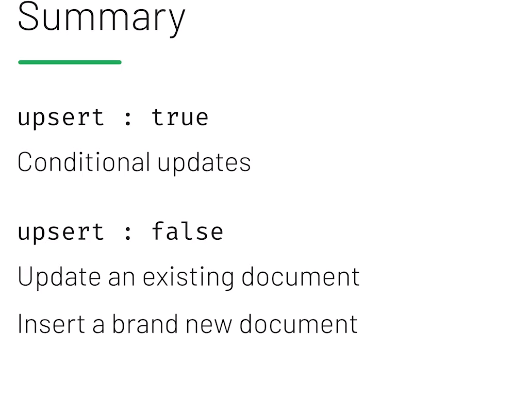 Summary
upsert : true
Conditional updates
upsert : false
Update an existing document
Insert a brand new document